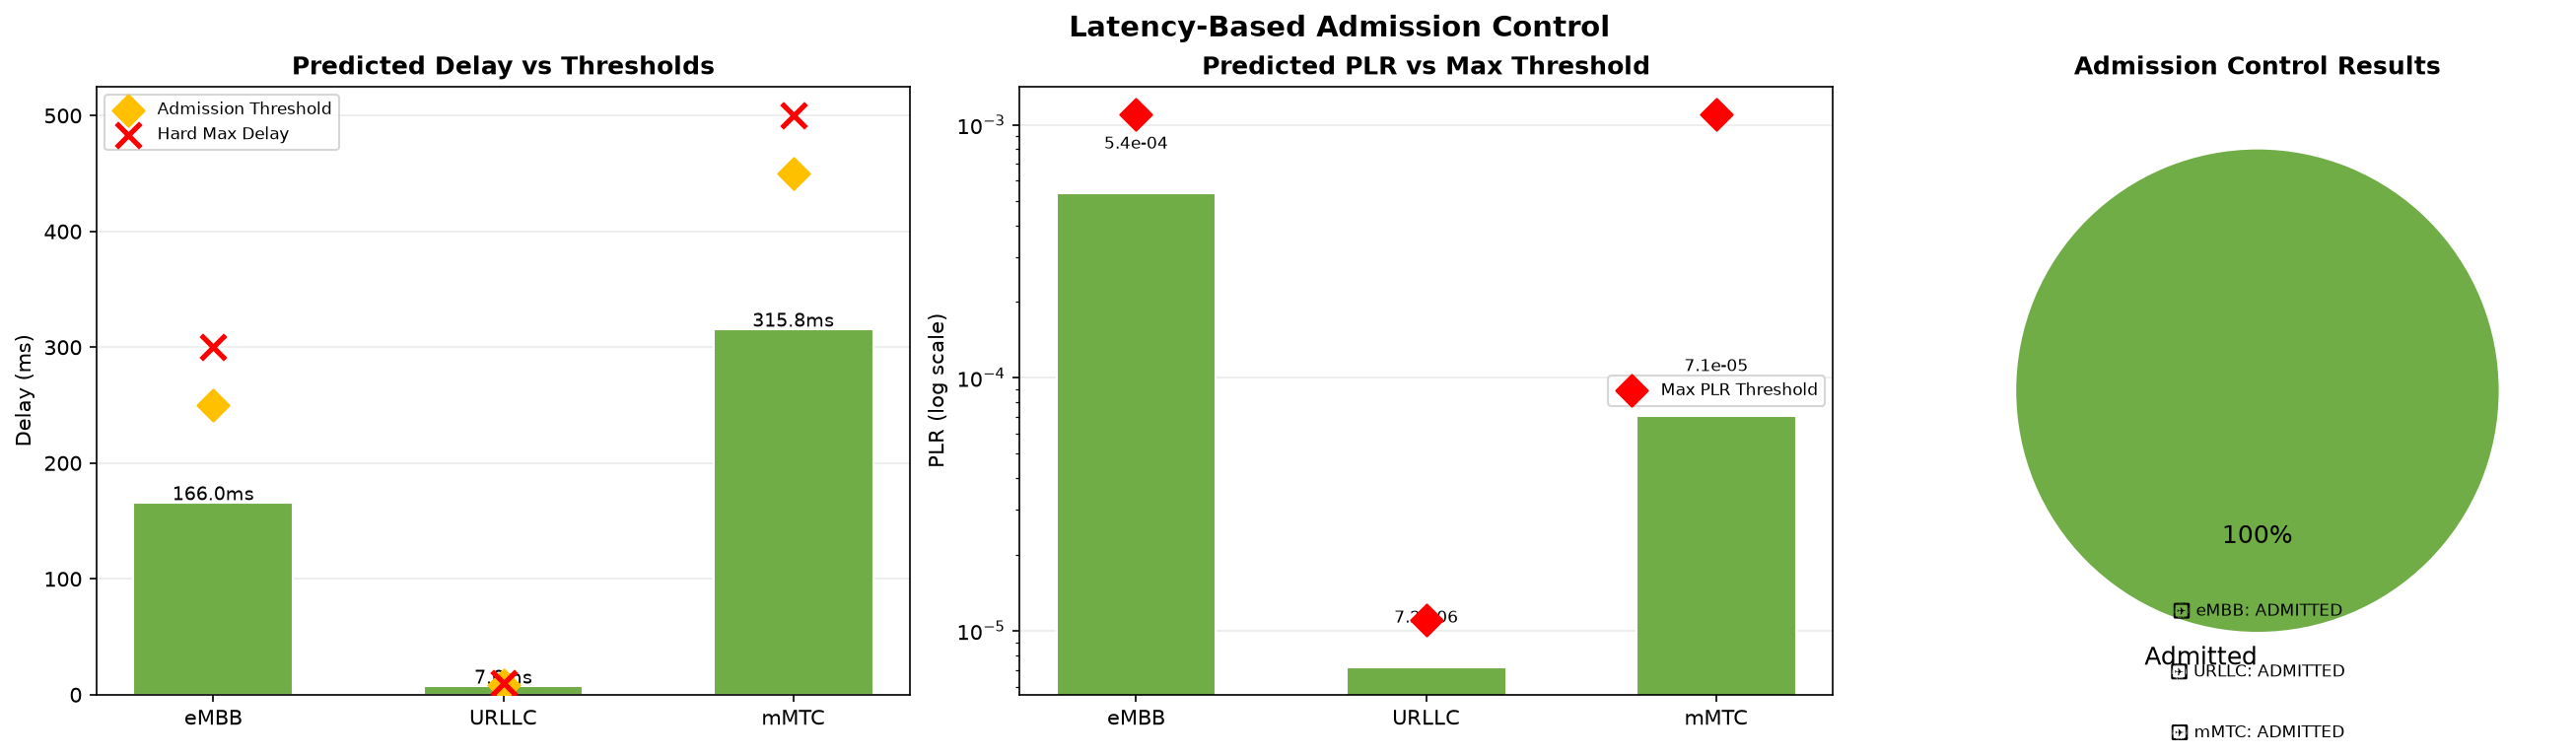 Latency-Based Admission Control
Predicted Delay vs Thresholds
Admission Threshold
Hard Max Delay
500
400
300
200
100
0
Delay (ms)
166.0ms
315.8ms
eMBB
URLLC
mMTC
Predicted PLR vs Max Threshold
10⁻³
10⁻⁴
10⁻⁵
PLR (log scale)
5.4e-04
7.1e-05
Max PLR Threshold
eMBB
URLLC
mMTC
Admission Control Results
100%
eMBB: ADMITTED
Admitted
URLLC: ADMITTED
mMTC: ADMITTED